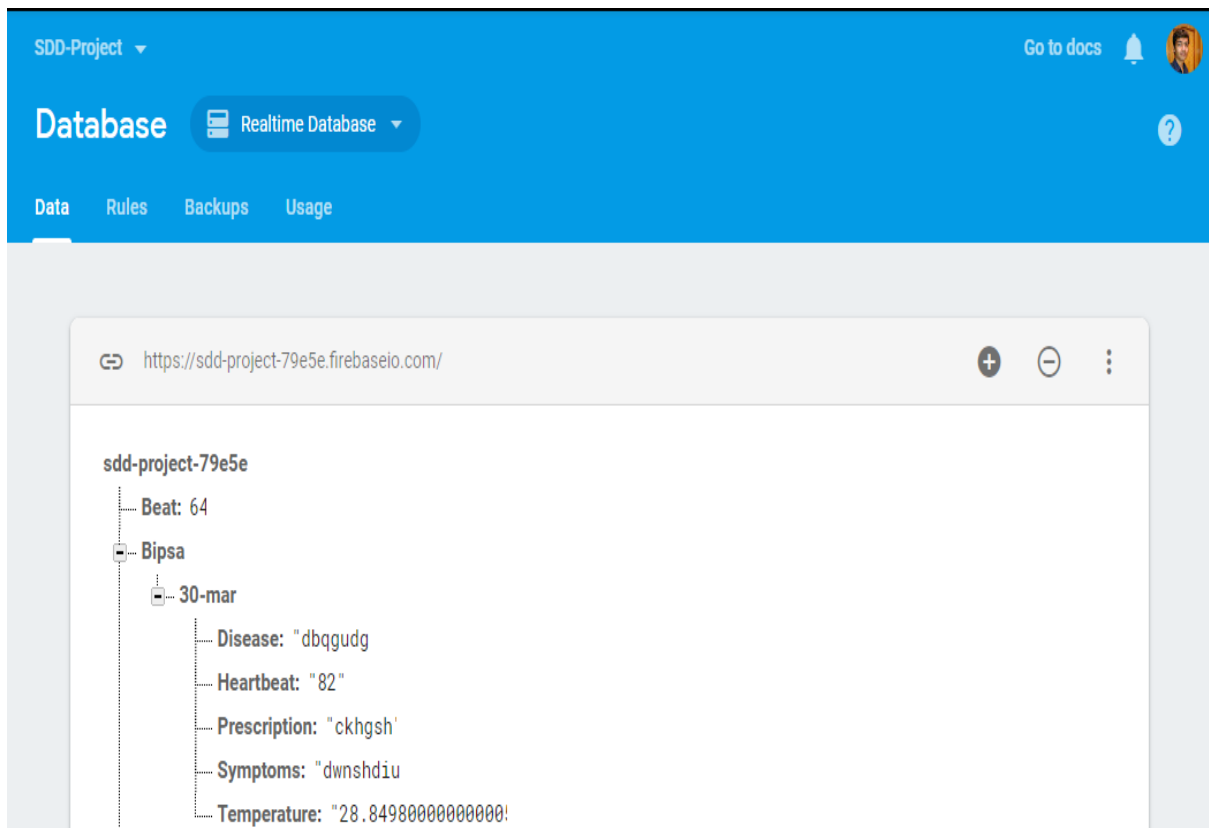 SDD-Project Go to docs
Database Realtime Database ?
Data Rules Backups Usage
https://sdd-project-79e5e.firebaseio.com/
sdd-project-79e5e
Beat: 64
Bipsa
30-mar
Disease: "dbqgudg
Heartbeat: "82"
Prescription: "ckhgsh'
Symptoms: "dwnshdiu
Temperature: "28.84980000000000